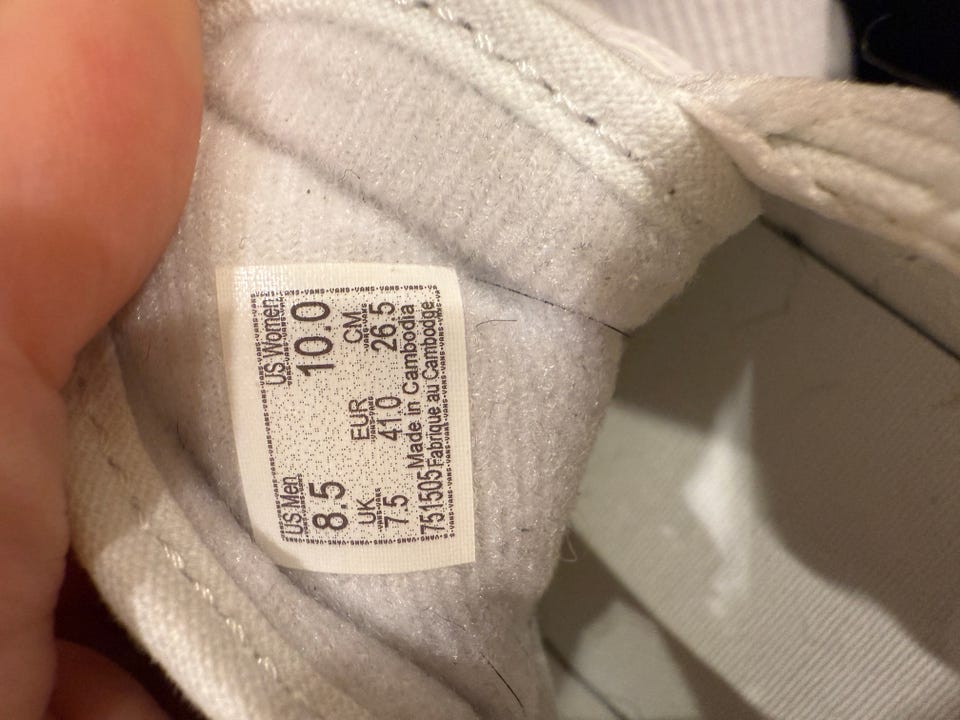 US Men US Women
8.5 10.0
UK EUR CM
7.5 41.0 26.5
751505 Made in Cambodia
Fabrique au Cambodge